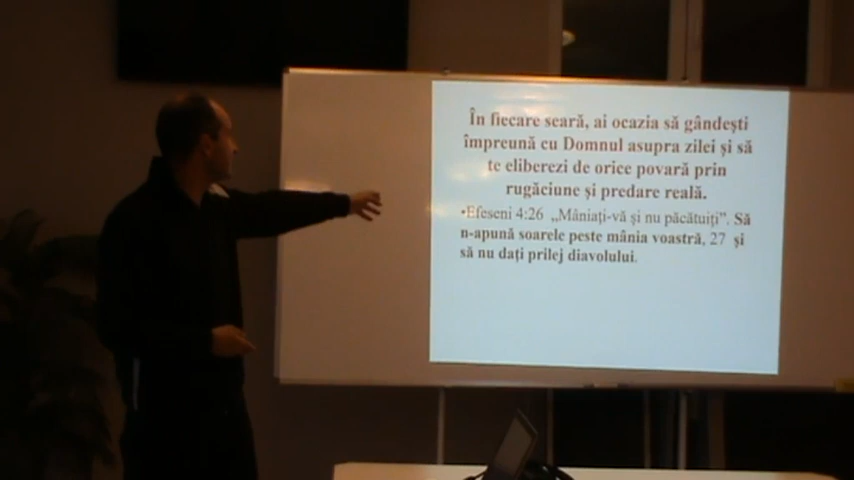 În fiecare seară, ai ocazia să gândești
împreună cu Domnul asupra zilei și să
te eliberezi de orice povară prin
rugăciune și predare reală.
•Efeseni 4:26 „Mâniați-vă și nu păcătuiți”. Să
n-apună soarele peste mânia voastră, 27 și
să nu dați prilej diavolului.